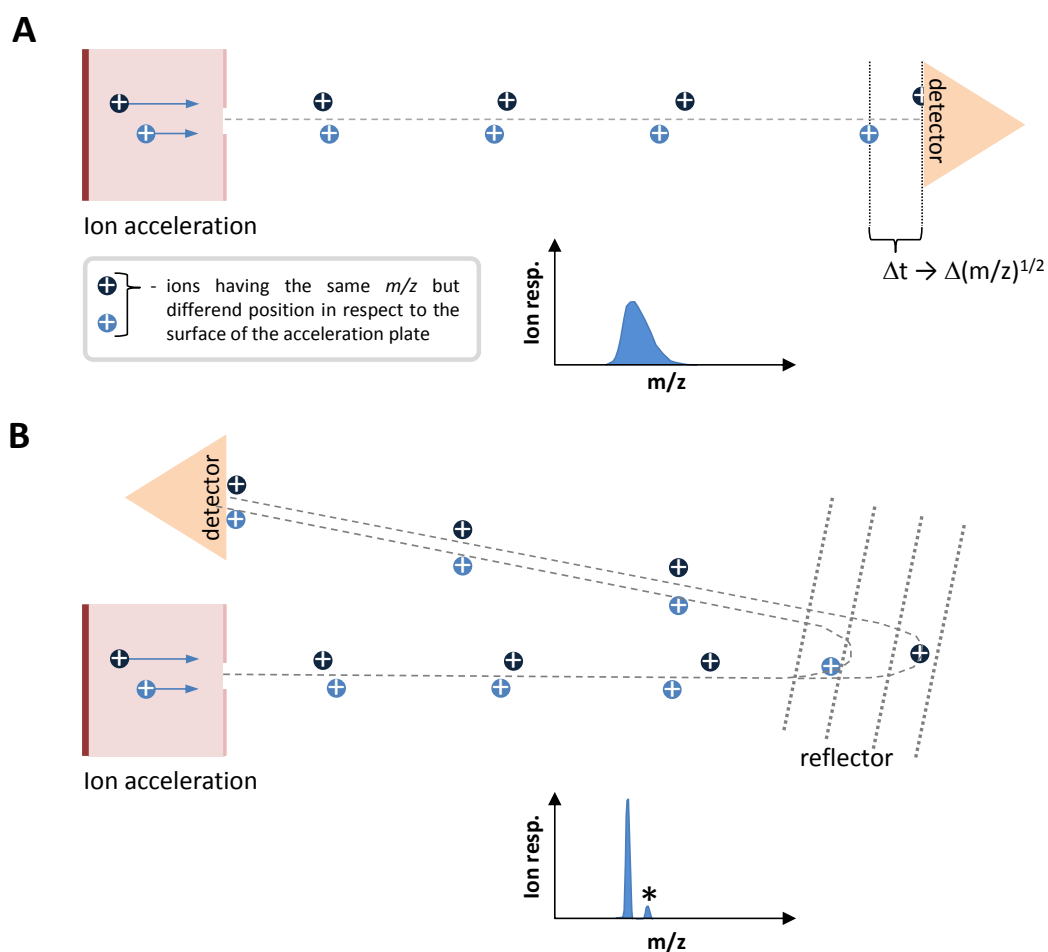 A
detector
Ion acceleration
Δt → Δ(m/z)^1/2
- ions having the same m/z but
differend position in respect to the
surface of the acceleration plate
Ion resp.
m/z
B
detector
Ion acceleration
reflector
Ion resp.
*
m/z